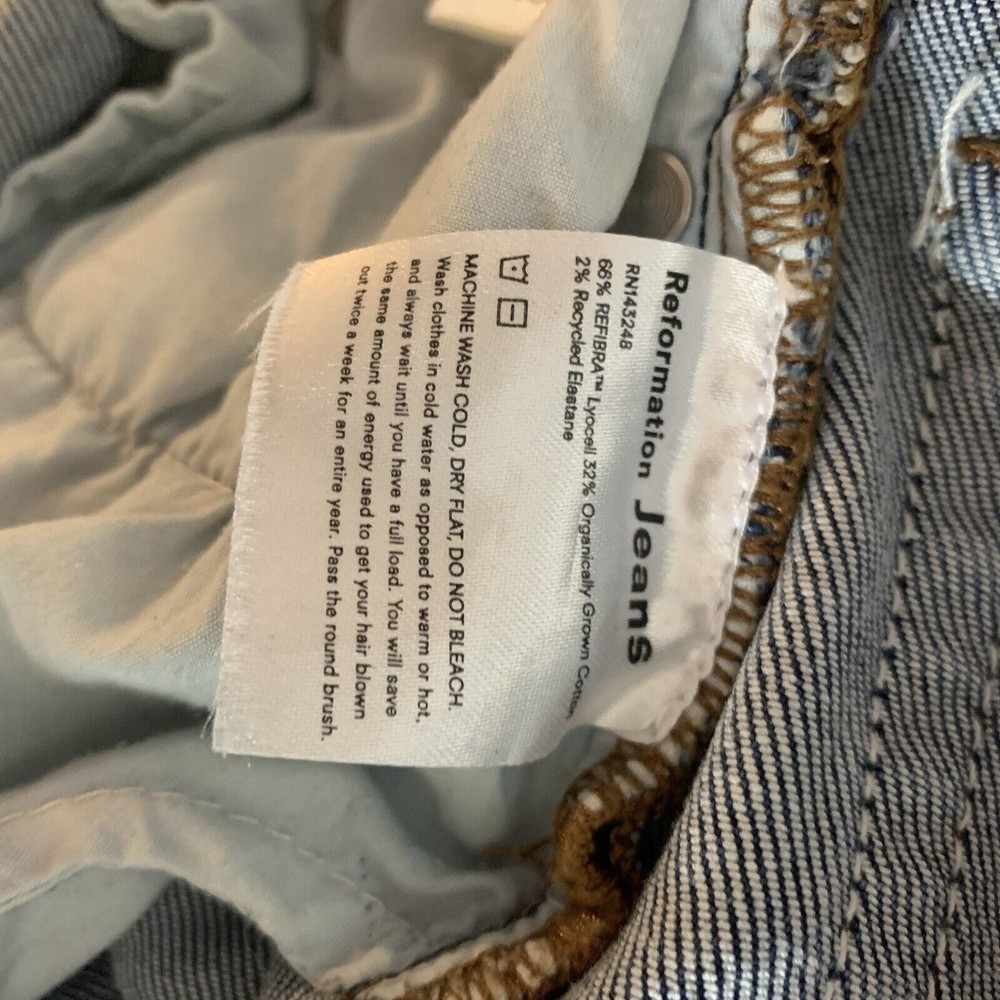 Reformation Jeans
RN143248
66% REFIBRA™ Lyocell 32% Organically Grown Cotton
2% Recycled Elastane
MACHINE WASH COLD, DRY FLAT, DO NOT BLEACH.
Wash clothes in cold water as opposed to warm or hot,
and always wait until you have a full load. You will save
the same amount of energy used to get your hair blown
out twice a week for an entire year. Pass the round brush.